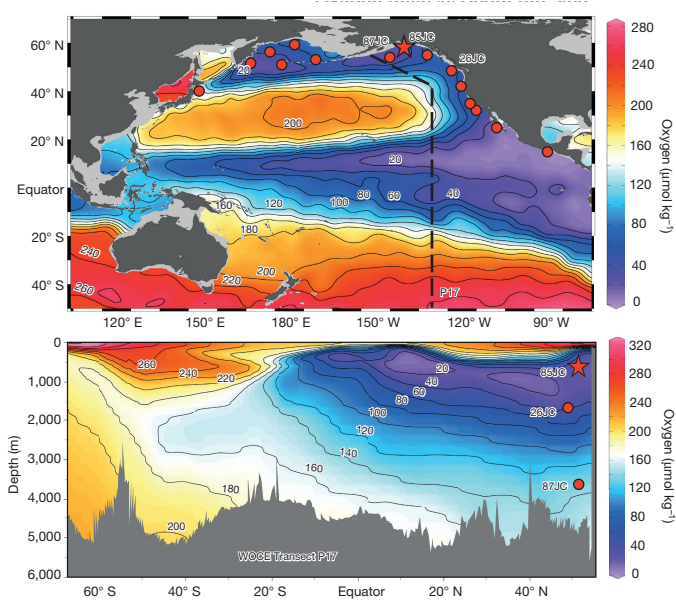 87JC
85JC
26JC
20
200
20
80
60
40
100
120
160
180
200
220
240
260
P17
60° N
40° N
20° N
Equator
20° S
40° S
120° E
150° E
180° E
150° W
120° W
90° W
280
240
200
160
120
80
40
0
Oxygen (μmol kg⁻¹)
260
240
220
20
40
60
80
100
120
140
160
180
200
85JC
26JC
87JC
WOCE Transect P17
0
1,000
2,000
3,000
4,000
5,000
6,000
Depth (m)
60° S
40° S
20° S
Equator
20° N
40° N
320
280
240
200
160
120
80
40
0
Oxygen (μmol kg⁻¹)